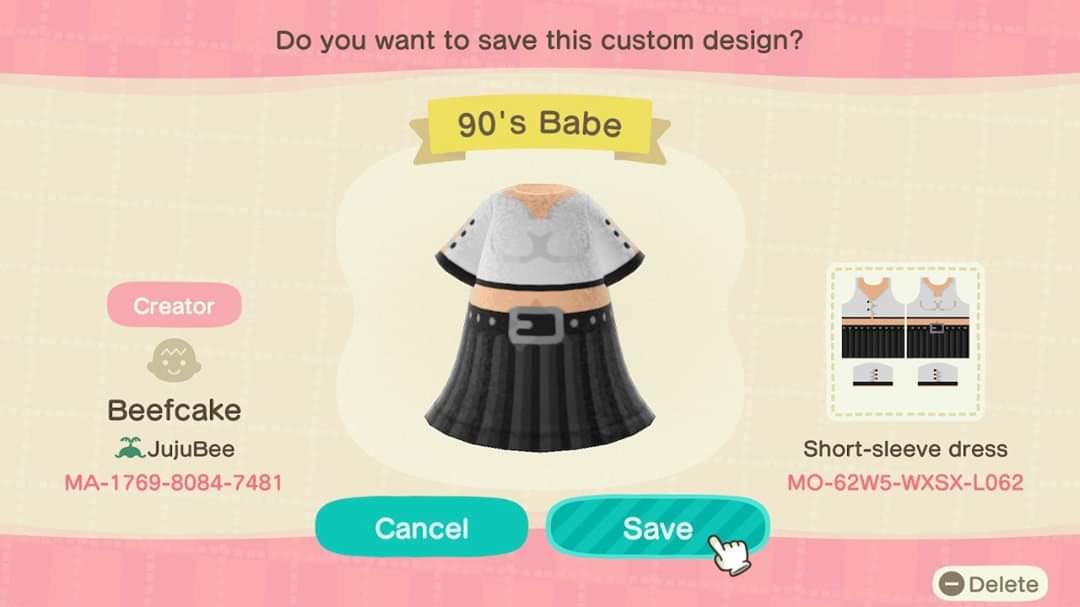 Do you want to save this custom design?
90's Babe
Creator
Beefcake
JujuBee
MA-1769-8084-7481
Short-sleeve dress
MO-62W5-WXSX-L062
Cancel
Save
Delete